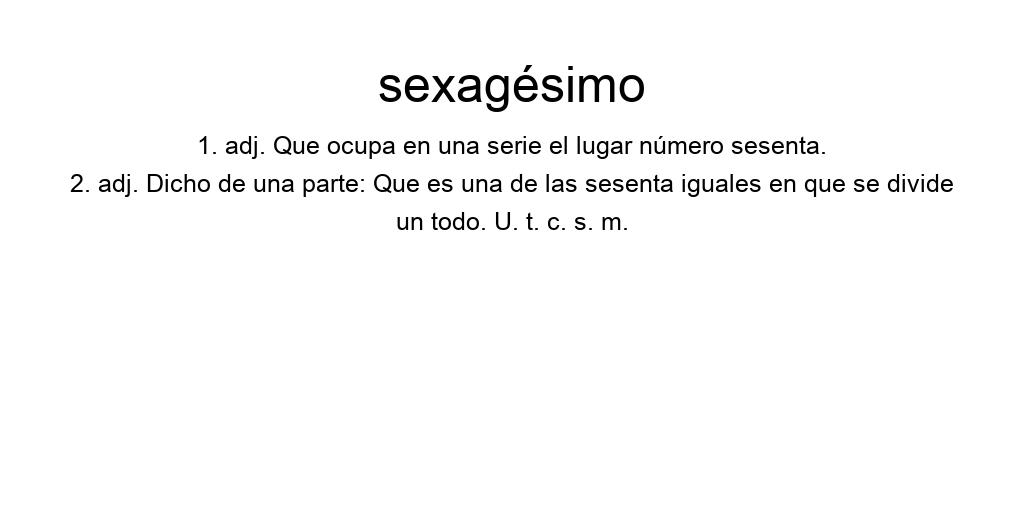 sexagésimo
1. adj. Que ocupa en una serie el lugar número sesenta.
2. adj. Dicho de una parte: Que es una de las sesenta iguales en que se divide
un todo. U. t. c. s. m.